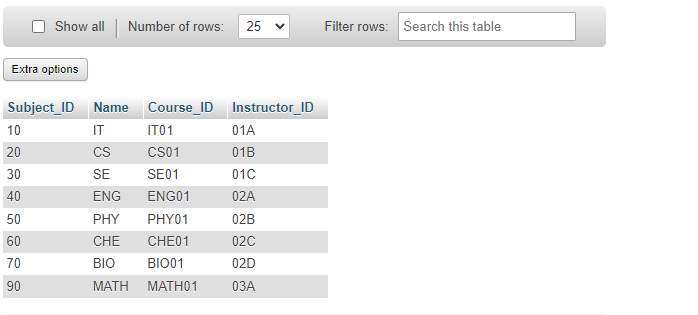 Show all Number of rows: 25 Filter rows: Search this table
Extra options
Subject_ID Name Course_ID Instructor_ID
10 IT IT01 01A
20 CS CS01 01B
30 SE SE01 01C
40 ENG ENG01 02A
50 PHY PHY01 02B
60 CHE CHE01 02C
70 BIO BIO01 02D
90 MATH MATH01 03A